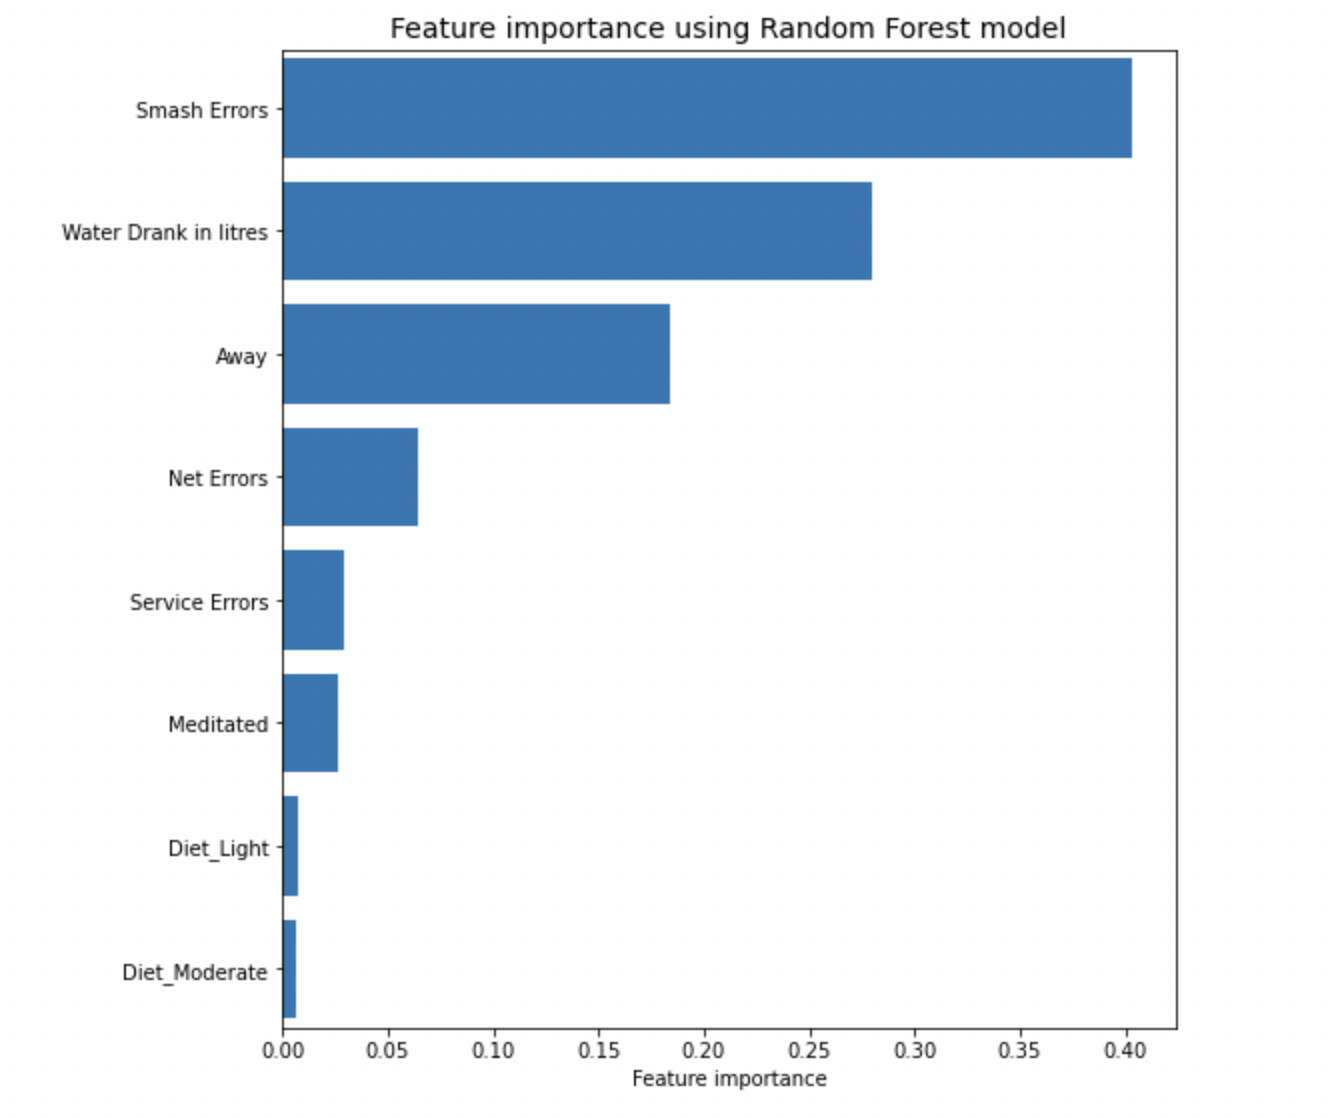 Feature importance using Random Forest model
Smash Errors
Water Drank in litres
Away
Net Errors
Service Errors
Meditated
Diet_Light
Diet_Moderate
0.00 0.05 0.10 0.15 0.20 0.25 0.30 0.35 0.40
Feature importance